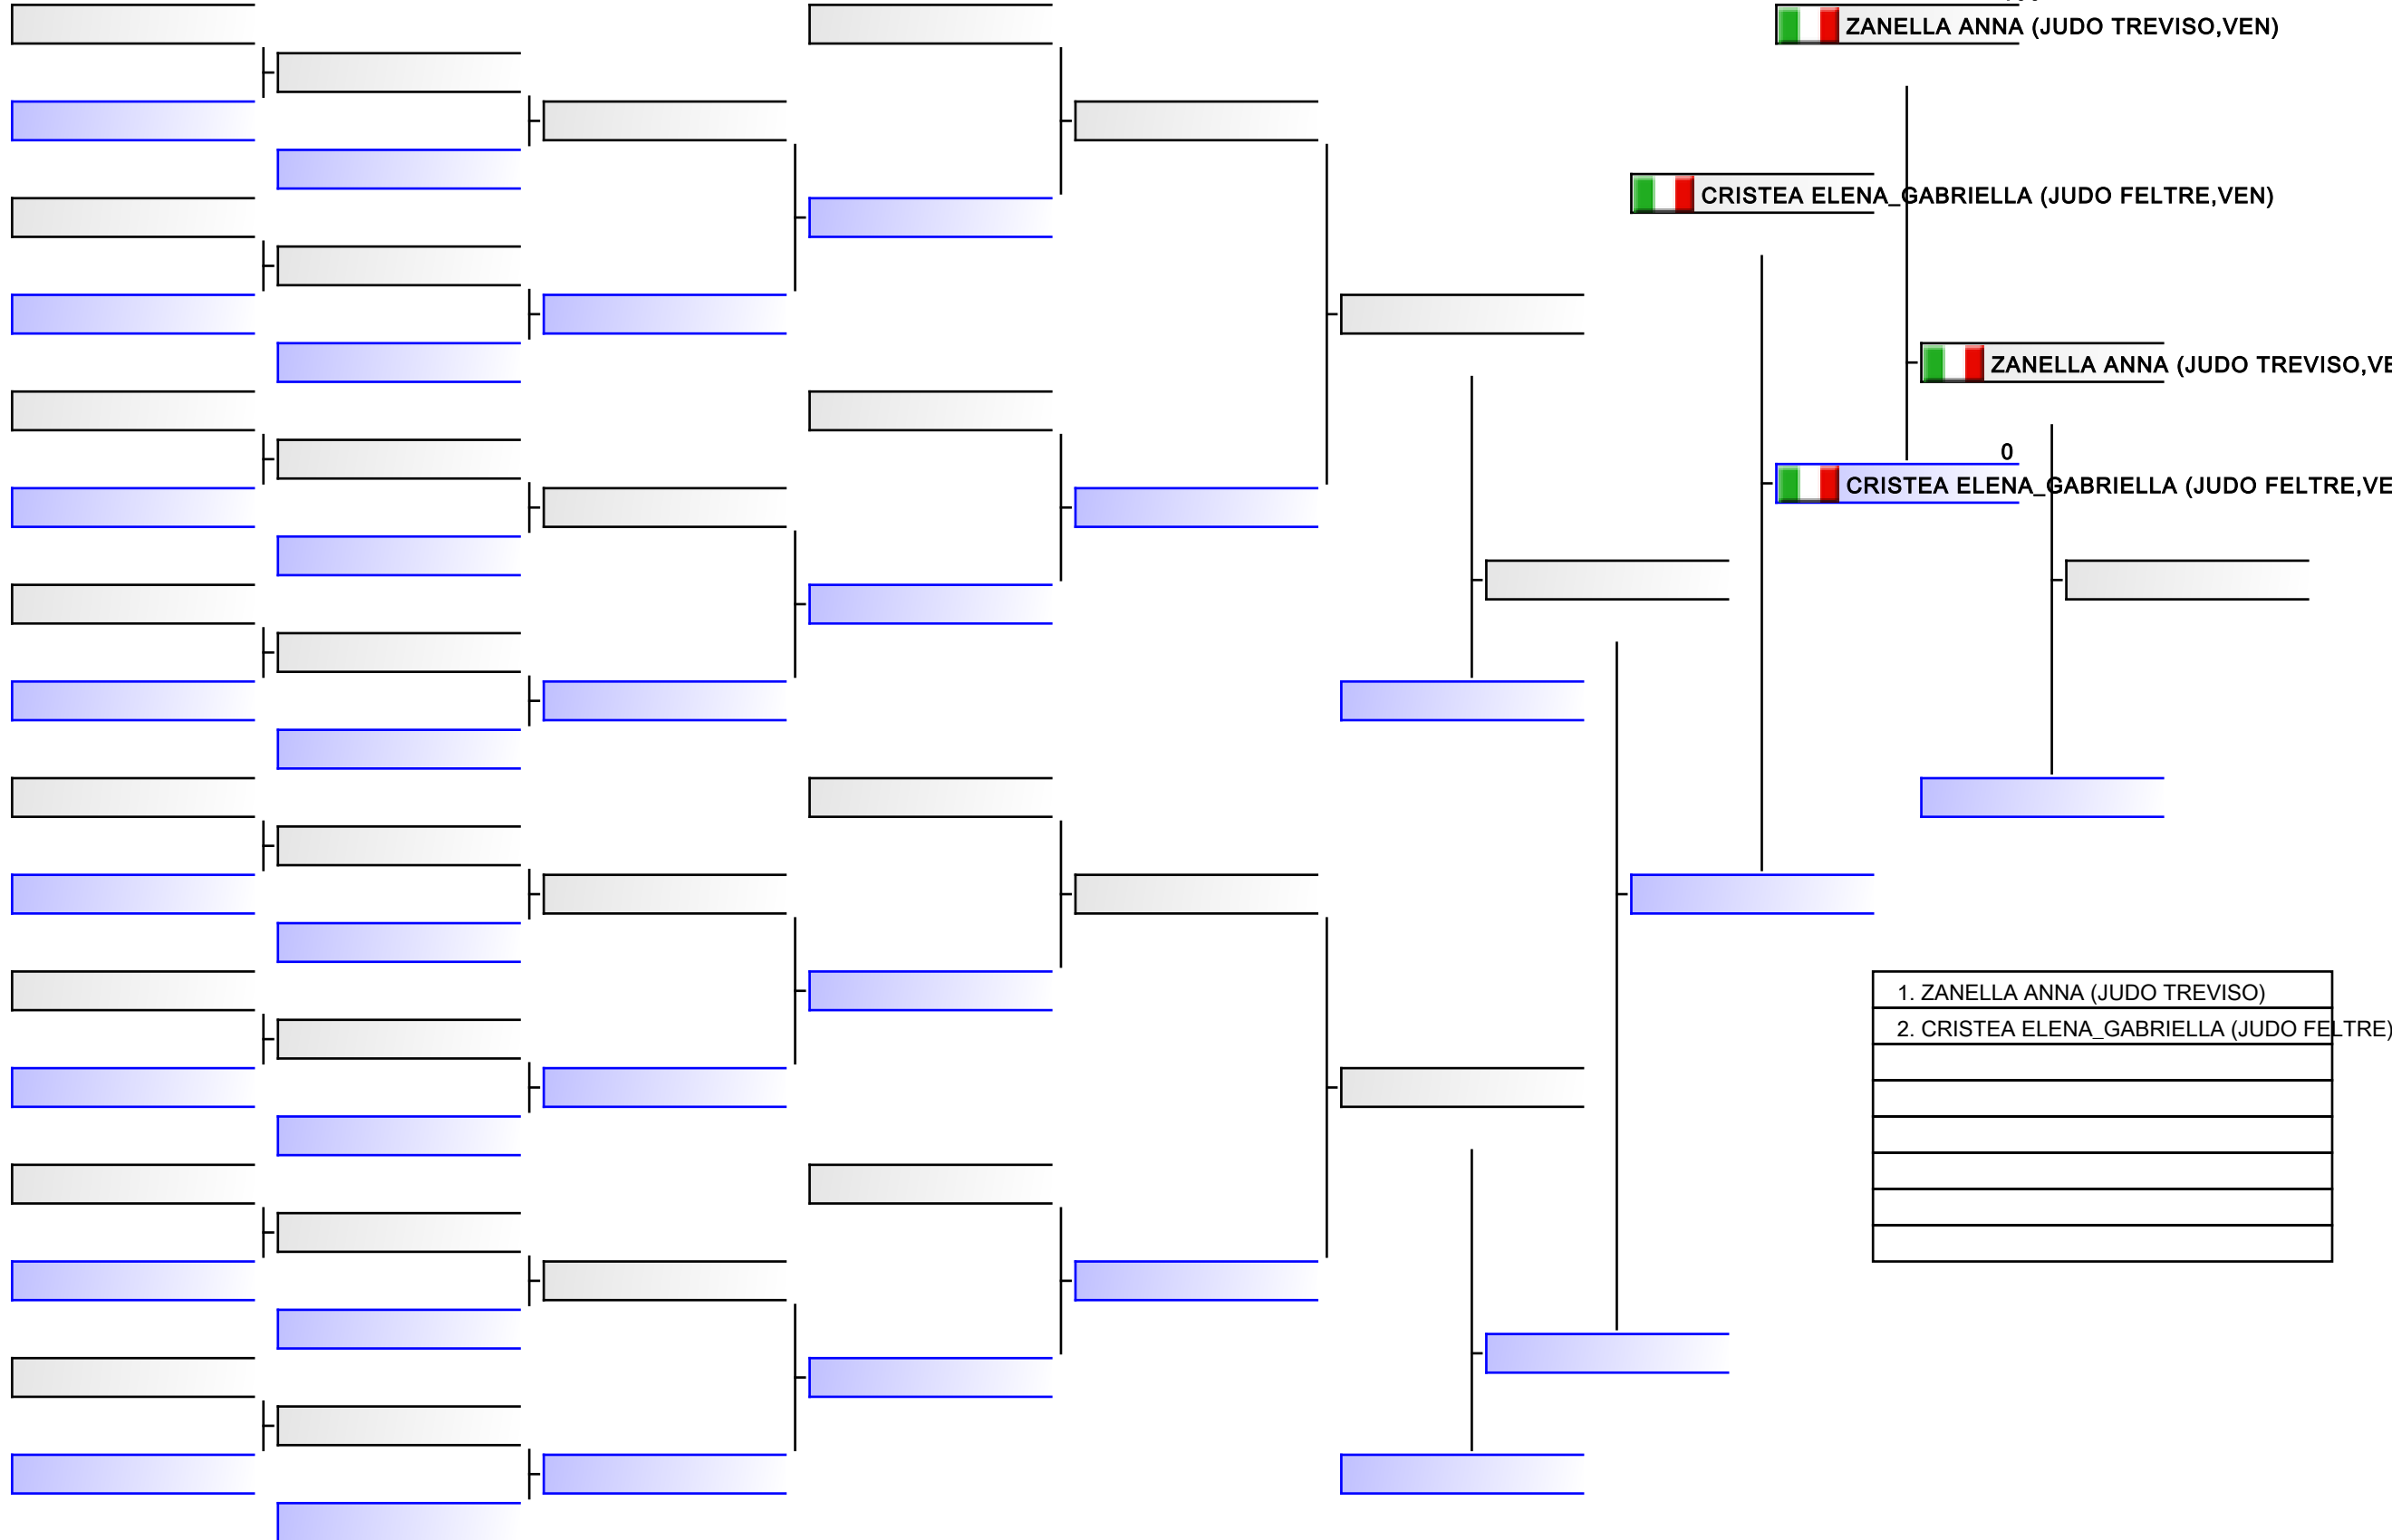 ZANELLA ANNA (JUDO TREVISO,VEN)
CRISTEA ELENA_GABRIELLA (JUDO FELTRE,VEN)
ZANELLA ANNA (JUDO TREVISO,VE
0
CRISTEA ELENA_GABRIELLA (JUDO FELTRE,VE
1. ZANELLA ANNA (JUDO TREVISO)
2. CRISTEA ELENA_GABRIELLA (JUDO FELTRE)